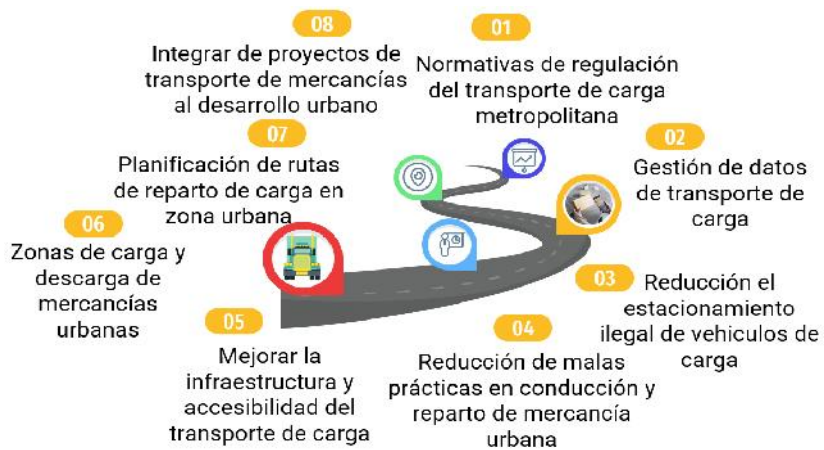 08
Integrar de proyectos de
transporte de mercancías
al desarrollo urbano
01
Normativas de regulación
del transporte de carga
metropolitana
07
Planificación de rutas
de reparto de carga en
zona urbana
02
Gestión de datos
de transporte de
carga
06
Zonas de carga y
descarga de
mercancías
urbanas
03
Reducción el
estacionamiento
ilegal de vehiculos de
carga
05
Mejorar la
infraestructura y
accesibilidad del
transporte de carga
04
Reducción de malas
prácticas en conducción y
reparto de mercancía
urbana